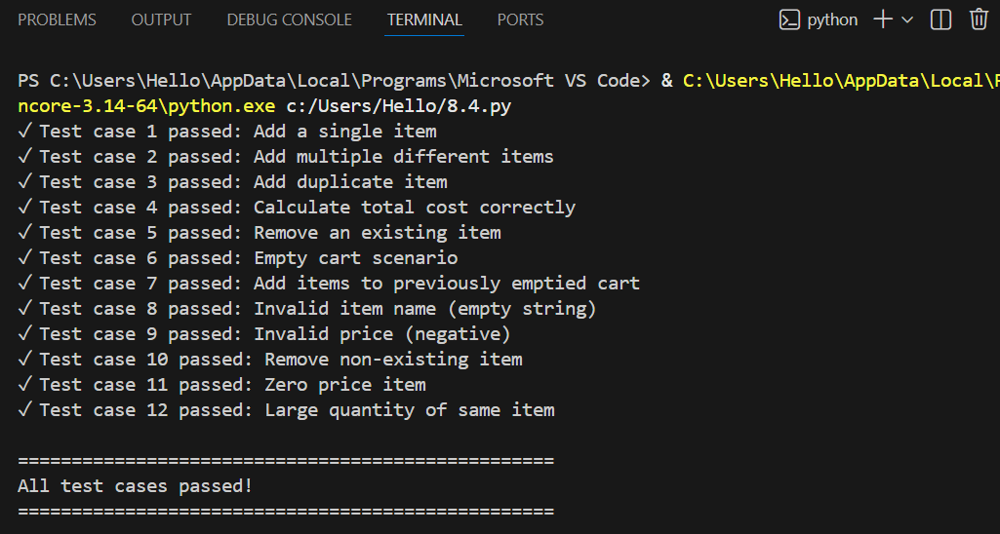 PROBLEMS OUTPUT DEBUG CONSOLE TERMINAL PORTS python
PS C:\Users\Hello\AppData\Local\Programs\Microsoft VS Code> & C:\Users\Hello\AppData\Local\
ncore-3.14-64\python.exe c:/Users/Hello/8.4.py
✓ Test case 1 passed: Add a single item
✓ Test case 2 passed: Add multiple different items
✓ Test case 3 passed: Add duplicate item
✓ Test case 4 passed: Calculate total cost correctly
✓ Test case 5 passed: Remove an existing item
✓ Test case 6 passed: Empty cart scenario
✓ Test case 7 passed: Add items to previously emptied cart
✓ Test case 8 passed: Invalid item name (empty string)
✓ Test case 9 passed: Invalid price (negative)
✓ Test case 10 passed: Remove non-existing item
✓ Test case 11 passed: Zero price item
✓ Test case 12 passed: Large quantity of same item
==================================================
All test cases passed!
==================================================